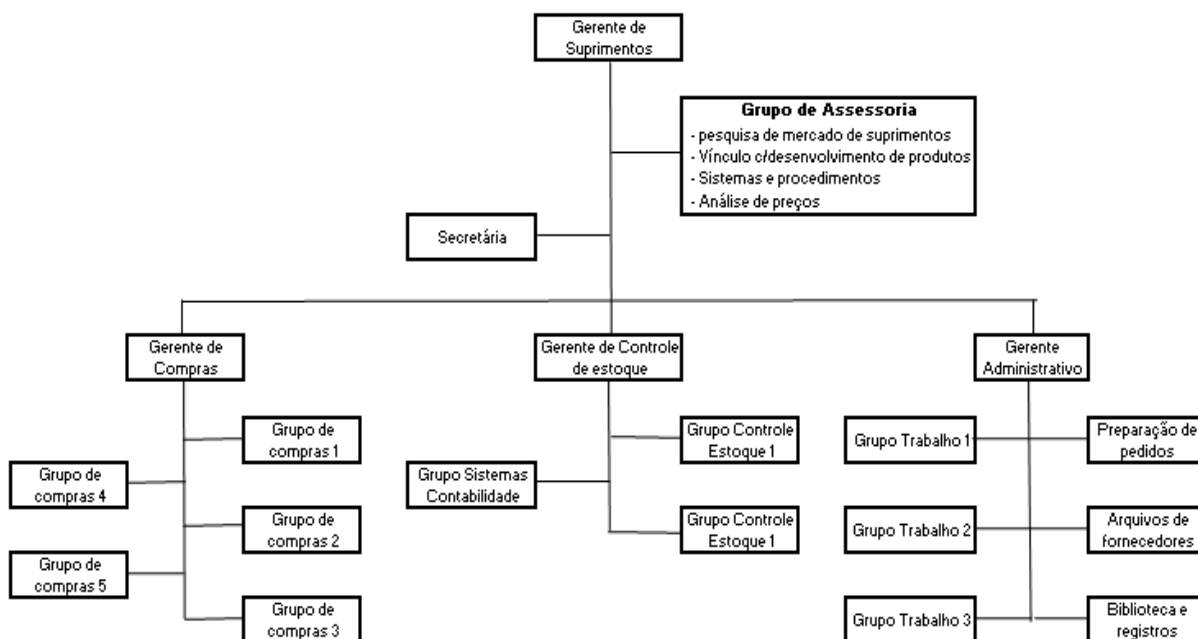 Gerente de
Suprimentos
Grupo de Assessoria
- pesquisa de mercado de suprimentos
- Vínculo c/desenvolvimento de produtos
- Sistemas e procedimentos
- Análise de preços
Secretária
Gerente de
Compras
Gerente de Controle
de estoque
Gerente
Administrativo
Grupo de
compras 1
Grupo de
compras 4
Grupo de
compras 2
Grupo de
compras 5
Grupo de
compras 3
Grupo Controle
Estoque 1
Grupo Sistemas
Contabilidade
Grupo Controle
Estoque 1
Grupo Trabalho 1
Preparação de
pedidos
Grupo Trabalho 2
Arquivos de
fornecedores
Grupo Trabalho 3
Biblioteca e
registros